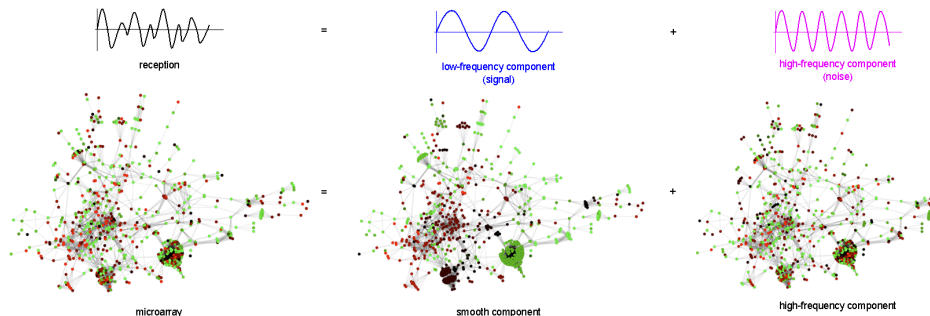 =
+
reception
low-frequency component
(signal)
high-frequency component
(noise)
=
+
microarray
smooth component
high-frequency component